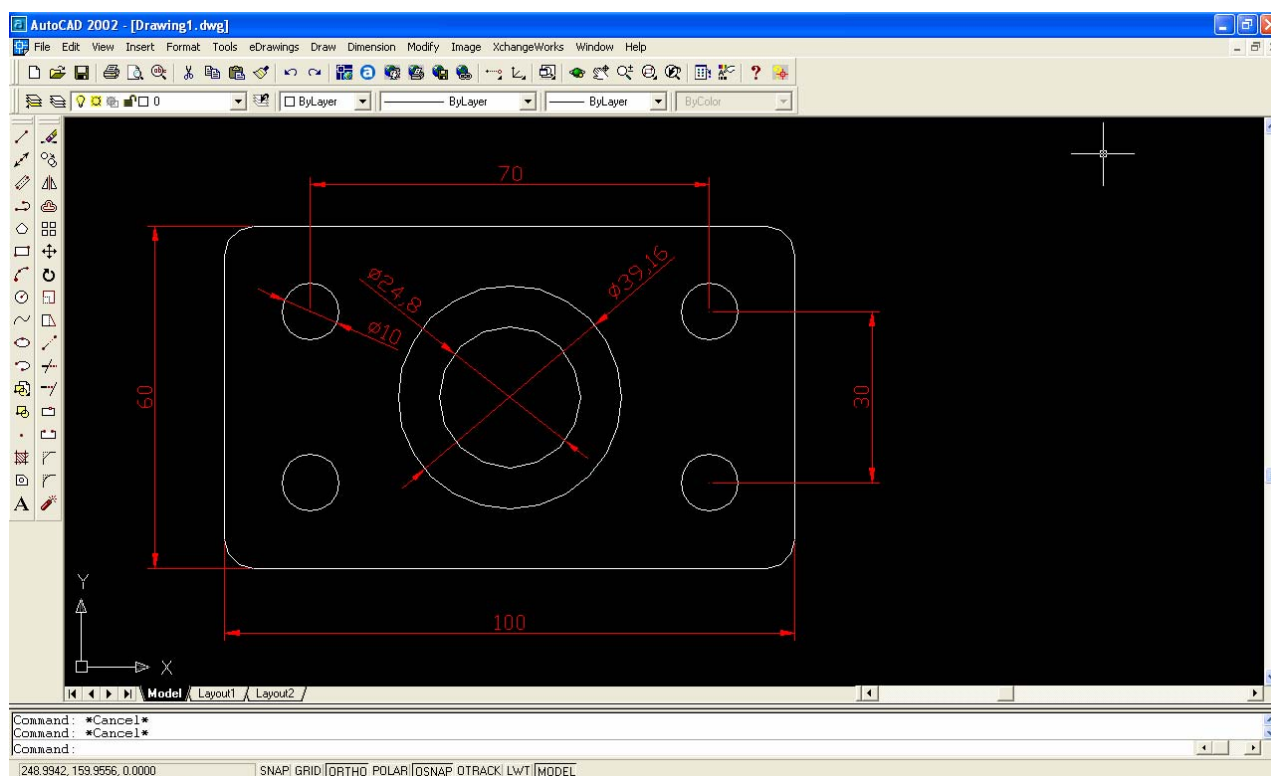 AutoCAD 2002 - [Drawing1.dwg]
File Edit View Insert Format Tools eDrawings Draw Dimension Modify Image XchangeWorks Window Help
0 ByLayer ByLayer ByLayer ByColor
70
Ø24,8
Ø39,16
Ø10
60
30
100
Y
X
Model Layout1 Layout2
Command: *Cancel*
Command: *Cancel*
Command:
248.9942, 159.9556, 0.0000 SNAP GRID ORTHO POLAR OSNAP OTRACK LWT MODEL